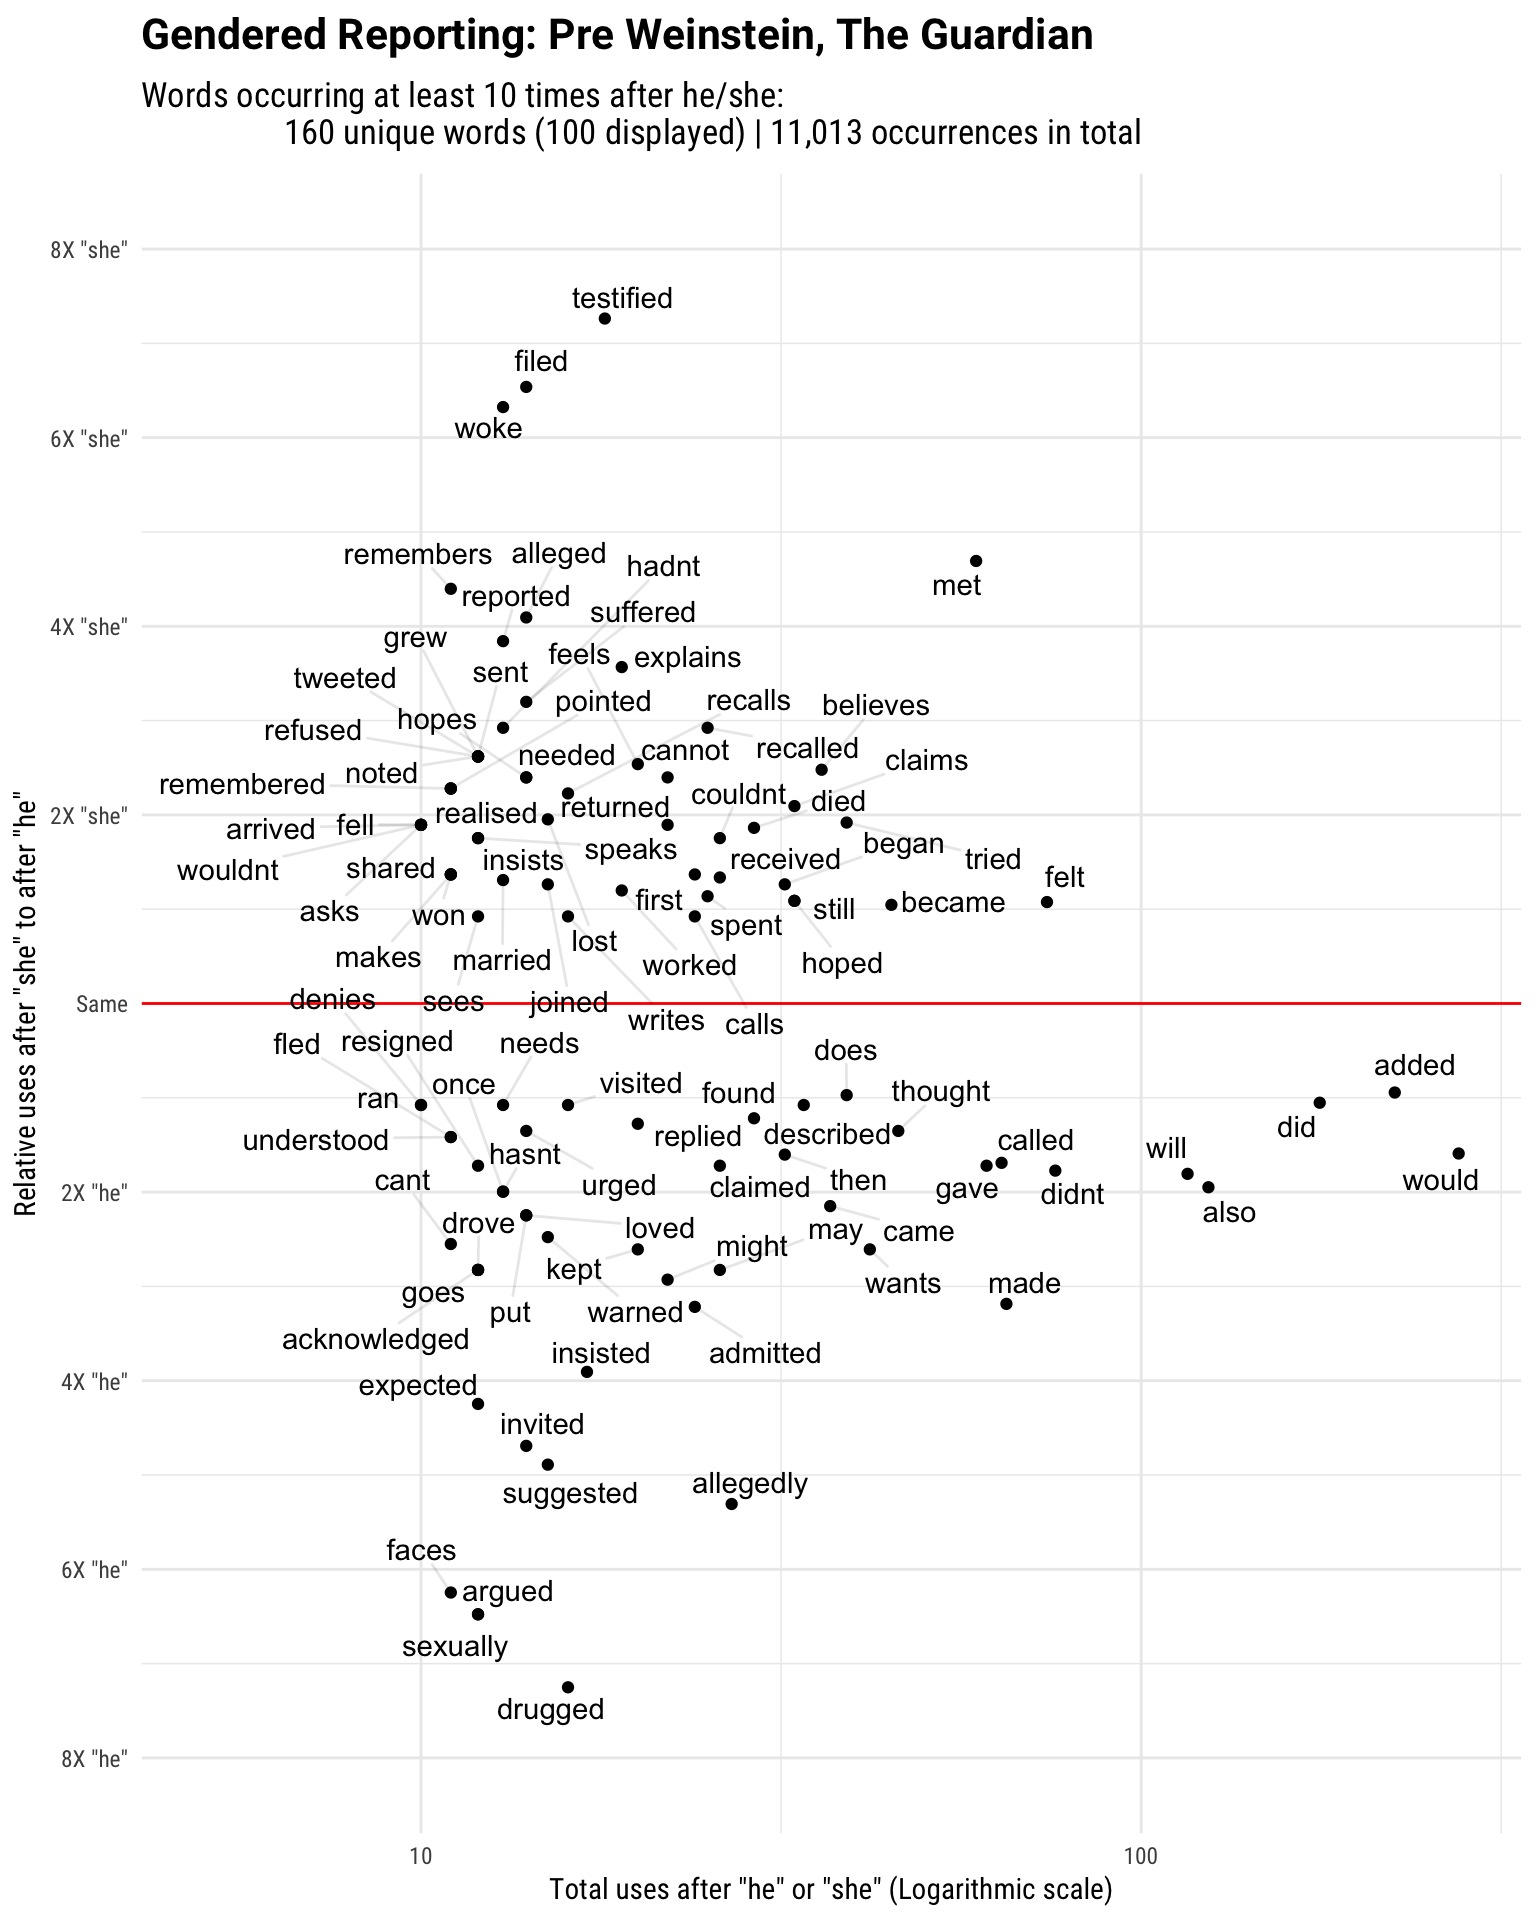 Gendered Reporting: Pre Weinstein, The Guardian
Words occurring at least 10 times after he/she:
160 unique words (100 displayed) | 11,013 occurrences in total
Relative uses after "she" to after "he"
8X "she"
testified
filed
woke
6X "she"
remembers alleged hadnt
met
reported
suffered
4X "she"
grew
feels explains
sent
tweeted
pointed recalls believes
hopes
refused
recalled
needed cannot claims
noted
remembered
couldnt died
2X "she"
realised returned
arrived fell
began
speaks
received tried
insists
wouldnt shared
felt
first still became
asks won
spent
lost
makes married worked hoped
Same
denies sees joined
writes calls
fled resigned needs
does
added
once visited found thought
ran
did
understood replied described called
will
hasnt
cant urged claimed then gave didnt would
2X "he"
also
drove loved may came
might
kept
goes wants made
put warned
acknowledged
insisted admitted
4X "he"
expected
invited
allegedly
suggested
faces
6X "he"
argued
sexually
drugged
8X "he"
10 100
Total uses after "he" or "she" (Logarithmic scale)